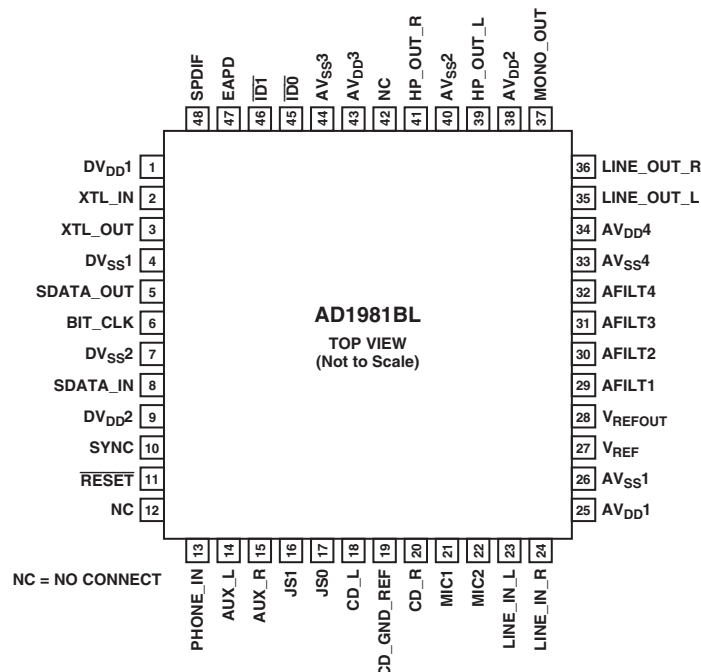 SPDIF
EAPD
ID1
ID0
AVSS3
AVDD3
NC
HP_OUT_R
AVSS2
HP_OUT_L
AVDD2
MONO_OUT
48 47 46 45 44 43 42 41 40 39 38 37
DVDD1 1
XTL_IN 2
XTL_OUT 3
DVSS1 4
SDATA_OUT 5
BIT_CLK 6
DVSS2 7
SDATA_IN 8
DVDD2 9
SYNC 10
RESET 11
NC 12
AD1981BL
TOP VIEW
(Not to Scale)
36 LINE_OUT_R
35 LINE_OUT_L
34 AVDD4
33 AVSS4
32 AFILT4
31 AFILT3
30 AFILT2
29 AFILT1
28 VREFOUT
27 VREF
26 AVSS1
25 AVDD1
13 14 15 16 17 18 19 20 21 22 23 24
PHONE_IN
AUX_L
AUX_R
JS1
JS0
CD_L
CD_GND_REF
CD_R
MIC1
MIC2
LINE_IN_L
LINE_IN_R
NC = NO CONNECT